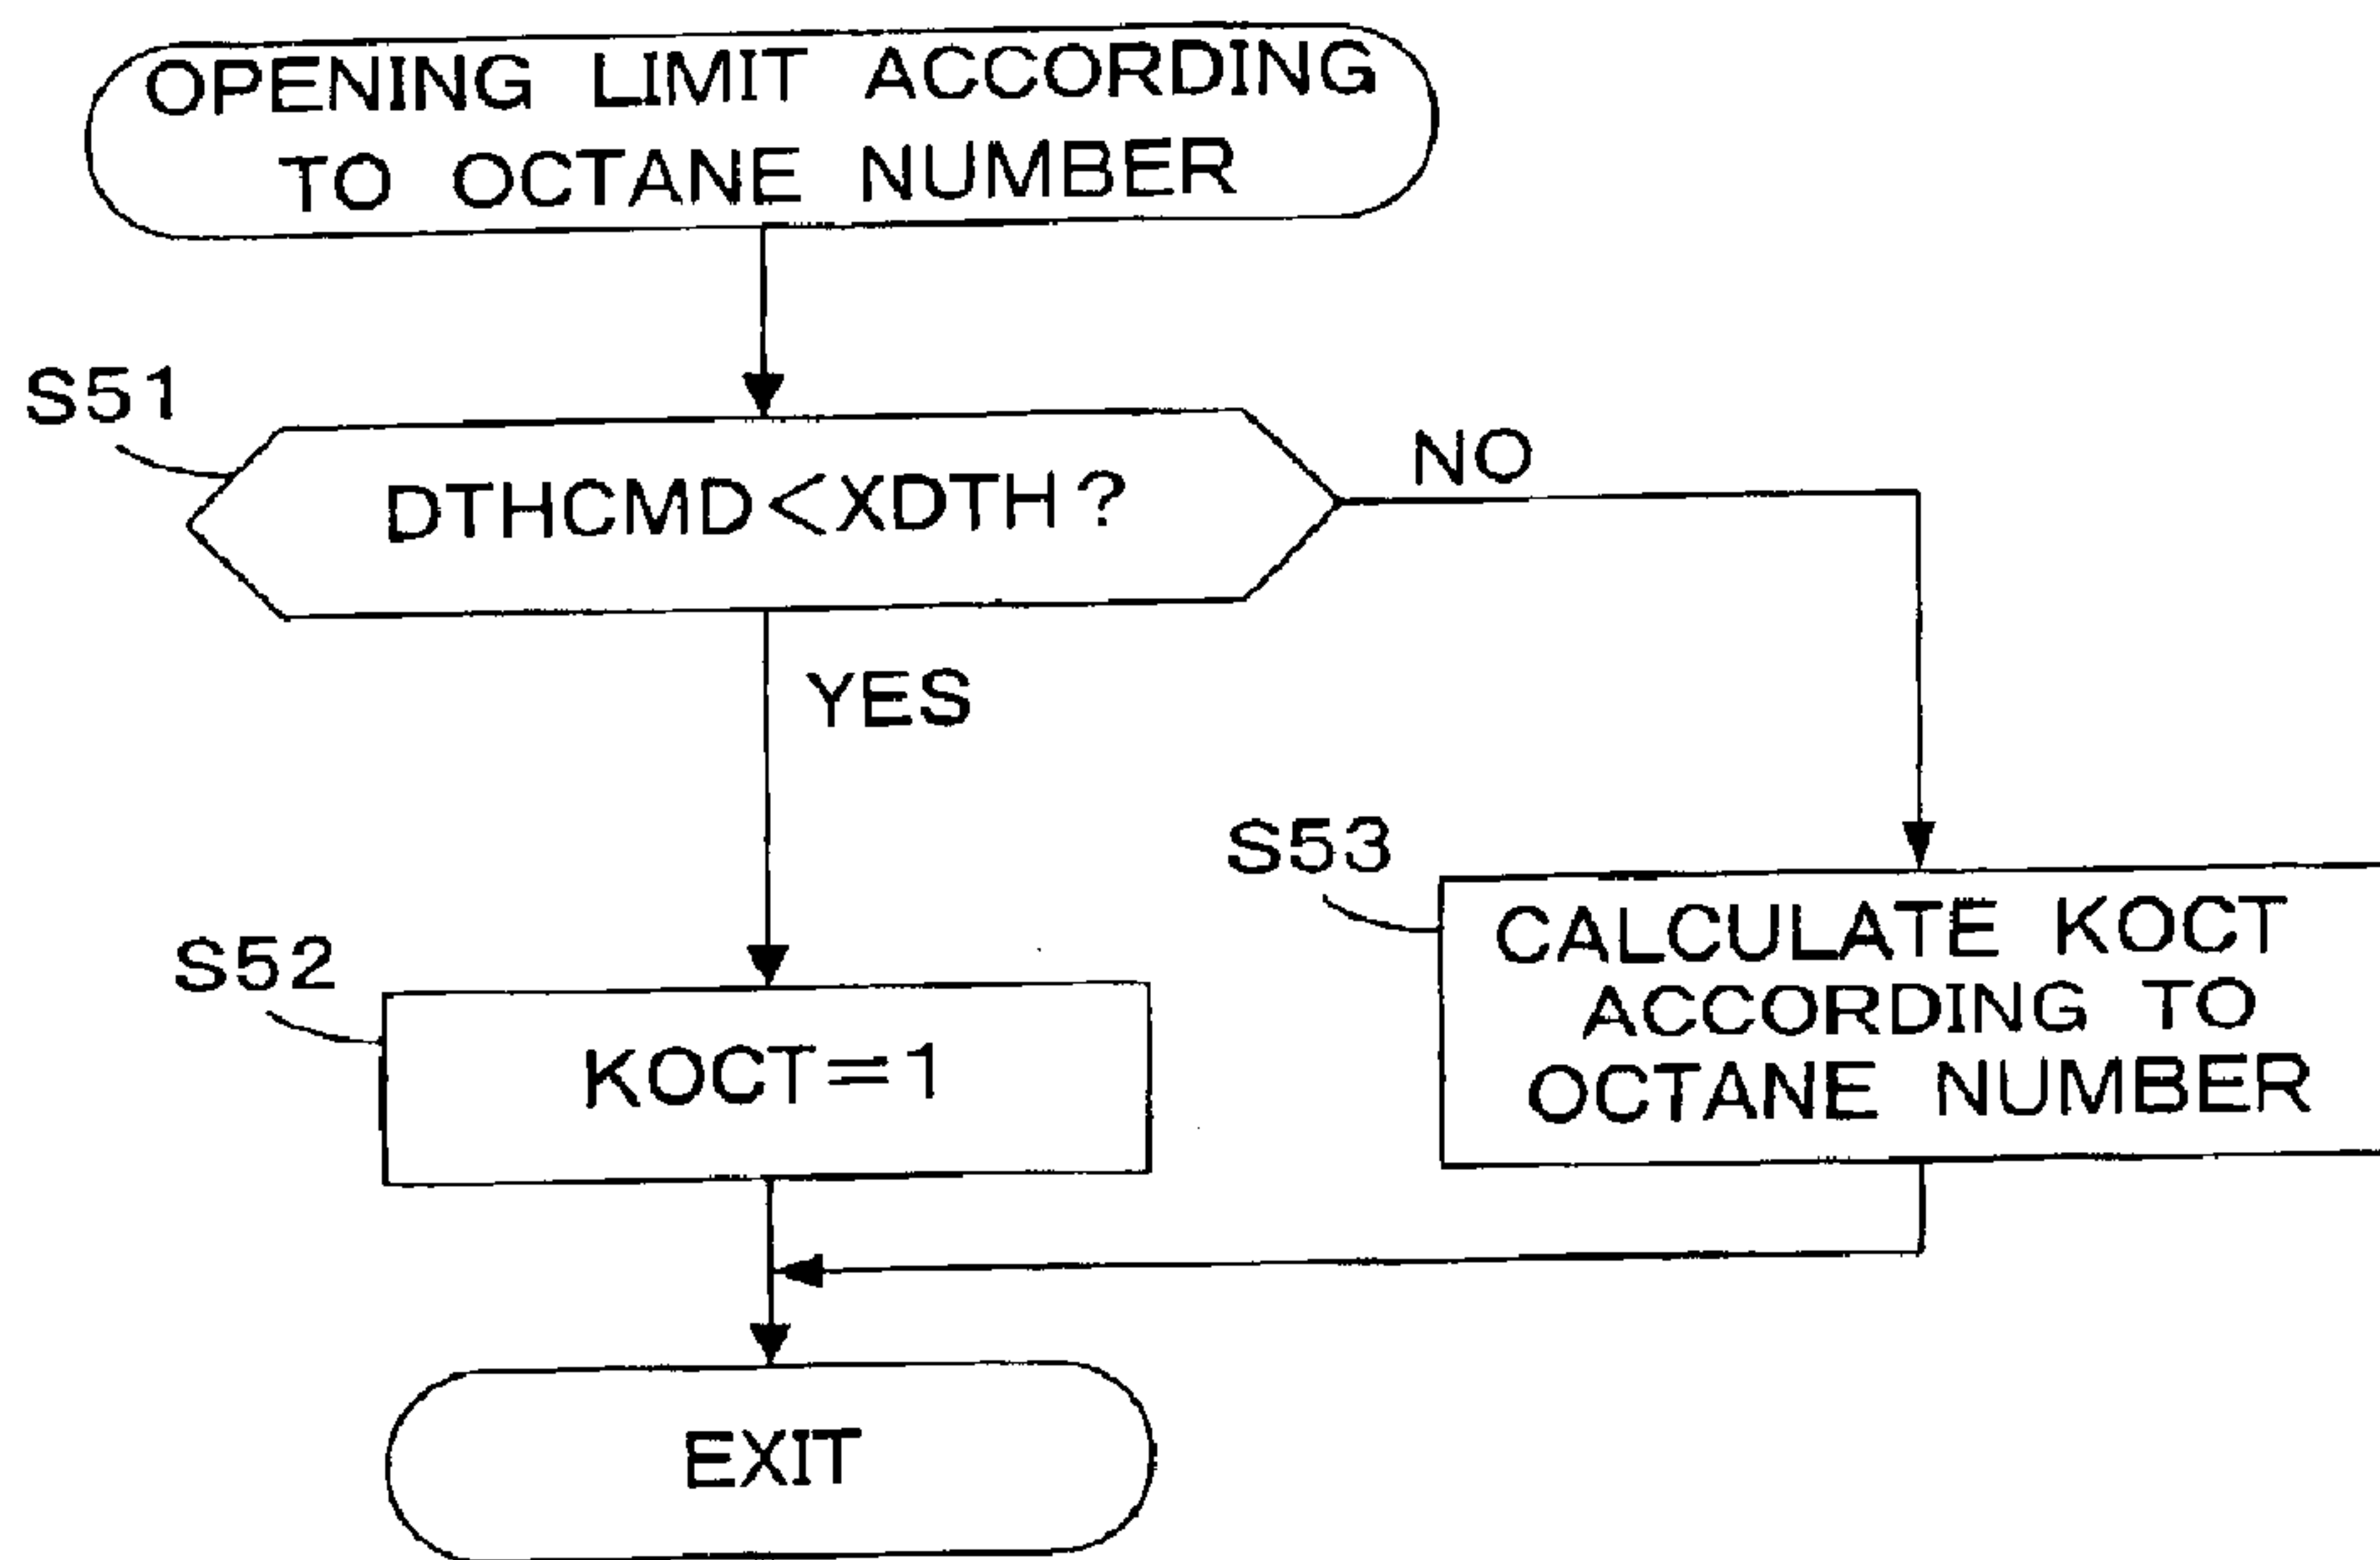 OPENING LIMIT ACCORDING
TO OCTANE NUMBER
S51
DTHCMD<XDTH?
NO
YES
S53
CALCULATE KOCT
ACCORDING TO
OCTANE NUMBER
S52
KOCT=1
EXIT